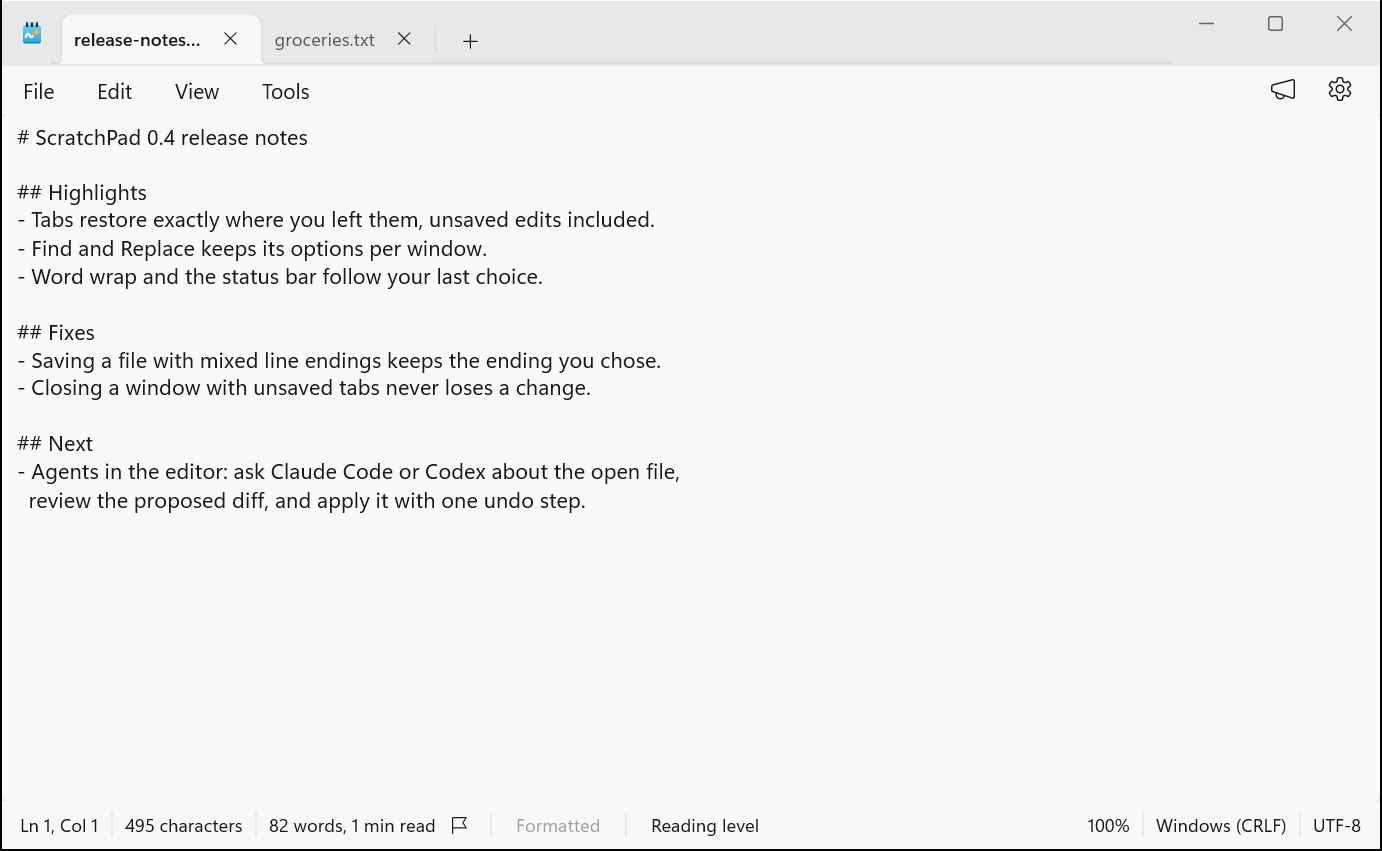 release-notes...
groceries.txt
File Edit View Tools
# ScratchPad 0.4 release notes
## Highlights
- Tabs restore exactly where you left them, unsaved edits included.
- Find and Replace keeps its options per window.
- Word wrap and the status bar follow your last choice.
## Fixes
- Saving a file with mixed line endings keeps the ending you chose.
- Closing a window with unsaved tabs never loses a change.
## Next
- Agents in the editor: ask Claude Code or Codex about the open file,
review the proposed diff, and apply it with one undo step.
Ln 1, Col 1 495 characters 82 words, 1 min read Formatted Reading level 100% Windows (CRLF) UTF-8